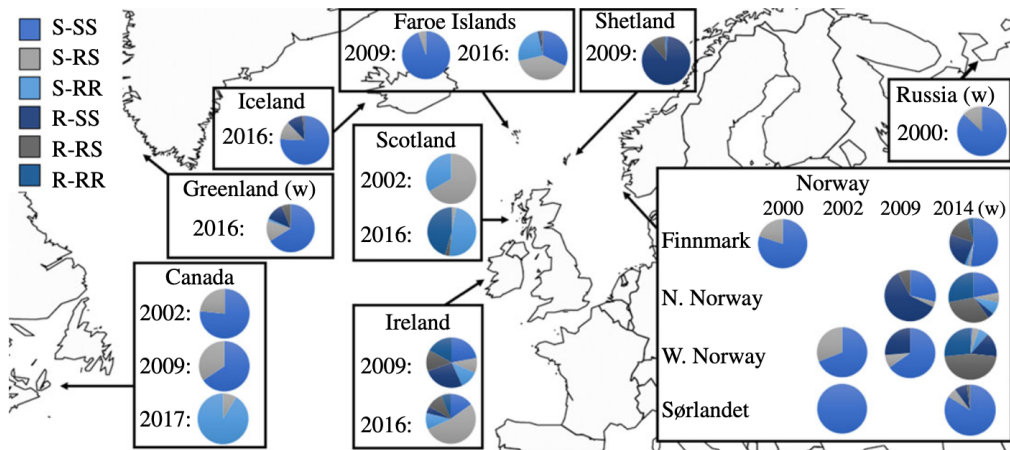 S-SS
S-RS
S-RR
R-SS
R-RS
R-RR
Faroe Islands
2009:
2016:
Shetland
2009:
Iceland
2016:
Russia (w)
2000:
Scotland
2002:
2016:
Greenland (w)
2016:
Norway
2000 2002 2009 2014 (w)
Finnmark
N. Norway
W. Norway
Sørlandet
Canada
2002:
2009:
2017:
Ireland
2009:
2016: